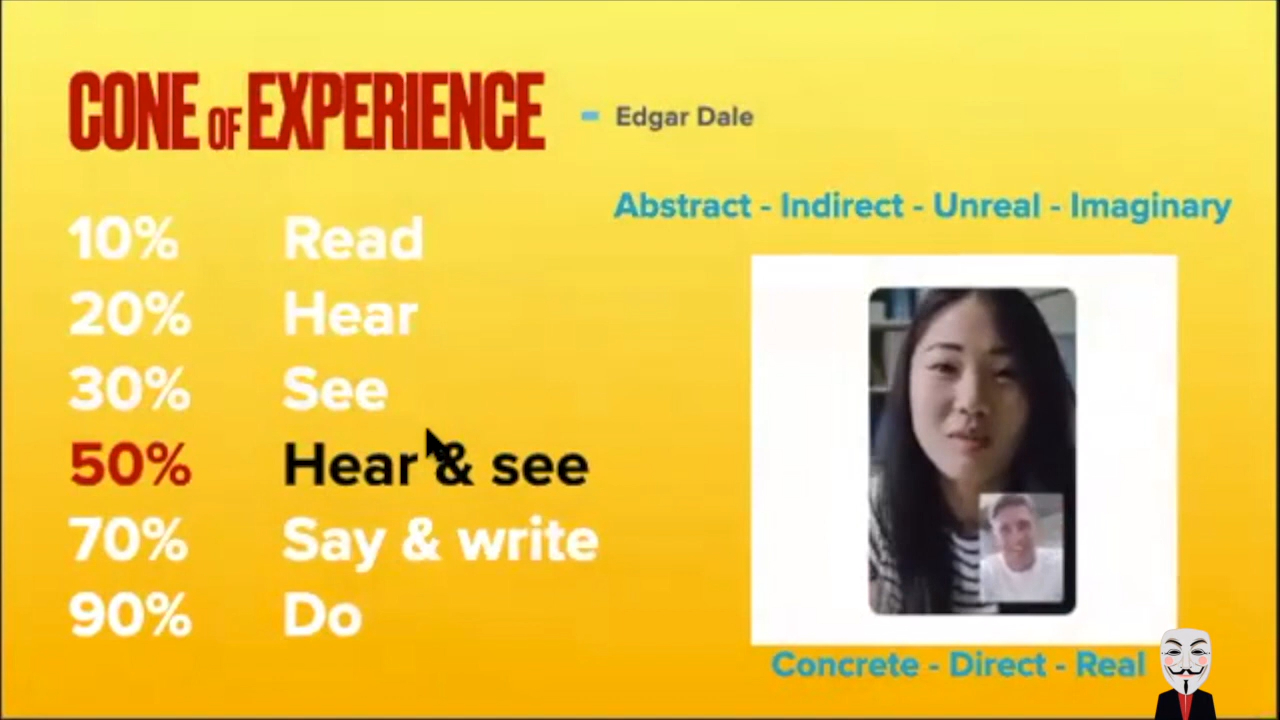 CONE OF EXPERIENCE - Edgar Dale
Abstract - Indirect - Unreal - Imaginary
10% Read
20% Hear
30% See
50% Hear & see
70% Say & write
90% Do
Concrete - Direct - Real